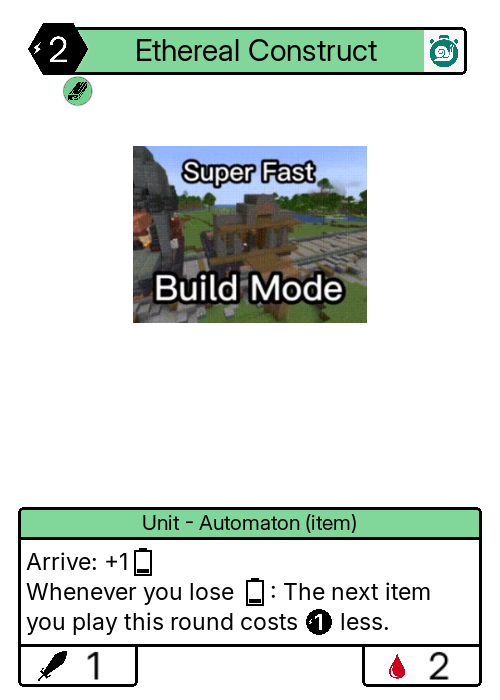 2
Ethereal Construct
Super Fast
Build Mode
Unit - Automaton (item)
Arrive: +1
Whenever you lose : The next item
you play this round costs 1 less.
1
2